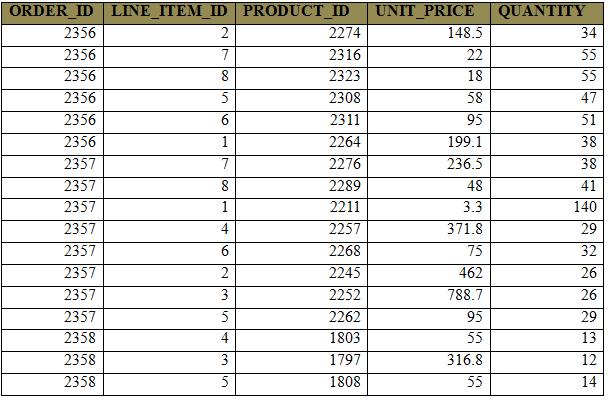 ORDER_ID LINE_ITEM_ID PRODUCT_ID UNIT_PRICE QUANTITY
2356 2 2274 148.5 34
2356 7 2316 22 55
2356 8 2323 18 55
2356 5 2308 58 47
2356 6 2311 95 51
2356 1 2264 199.1 38
2357 7 2276 236.5 38
2357 8 2289 48 41
2357 1 2211 3.3 140
2357 4 2257 371.8 29
2357 6 2268 75 32
2357 2 2245 462 26
2357 3 2252 788.7 26
2357 5 2262 95 29
2358 4 1803 55 13
2358 3 1797 316.8 12
2358 5 1808 55 14